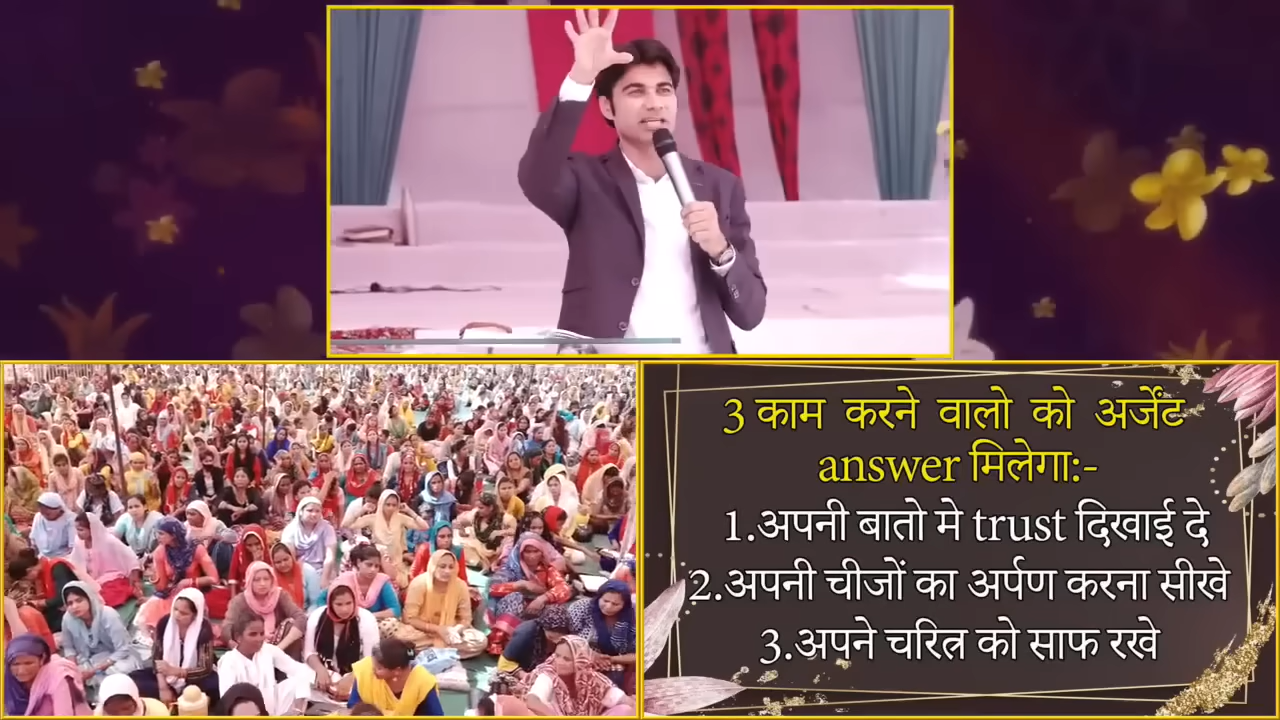 3 काम करने वालो को अर्जेंट
answer मिलेगा:-
1.अपनी बातो मे trust दिखाई दे
2.अपनी चीजों का अर्पण करना सीखे
3.अपने चरित्र को साफ रखे